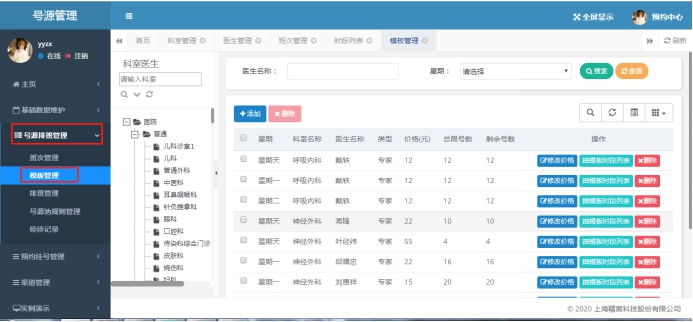 号源管理
全屏显示 预约中心
yyzx
在线 注销
首页 科室管理 医生管理 班次管理 时段列表 模板管理 刷新
主页
基础数据维护
号源排班管理
班次管理
模板管理
排班管理
号源池规则管理
停诊记录
预约挂号管理
渠道管理
实例演示
科室医生
请输入科室
医院
普通
儿科诊室1
儿科
普通外科
中医科
耳鼻咽喉科
针灸推拿科
眼科
口腔科
传染科综合门诊
皮肤科
烧伤科
妇科
医生名称: 星期: 请选择 搜索 重置
添加 删除
星期 科室名称 医生名称 类型 价格(元) 总限号数 剩余号数 操作
星期天 呼吸内科 戴轶 专家 12 12 12 修改价格 模板时段列表 删除
星期一 呼吸内科 戴轶 专家 12 12 12 修改价格 模板时段列表 删除
星期二 呼吸内科 戴轶 专家 12 12 12 修改价格 模板时段列表 删除
星期天 神经外科 蒋锋 专家 22 10 10 修改价格 模板时段列表 删除
星期天 神经外科 叶经纬 专家 55 4 4 修改价格 模板时段列表 删除
星期一 神经外科 专家 22 16 16 修改价格 模板时段列表 删除
星期一 神经外科 刘惠祥 专家 15 20 20 修改价格 模板时段列表 删除
© 2020 上海精宸科技股份有限公司